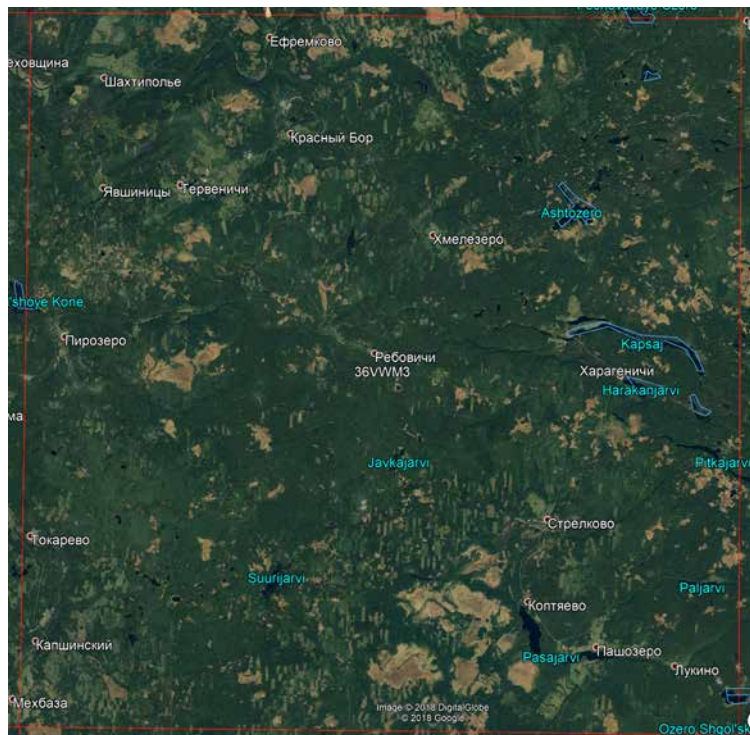 Ефремково
еховщина
Шахтиполье
Красный Бор
Явшиницы
Тервеничи
Ashtozero
Хмелезеро
'shoye Kone
Пирозеро
Kapsaj
Ребовичи
36VWM3
Харагеничи
Harakanjarvi
ма
Javkajarvi
Pitkajarvi
Стрелково
Токарево
Suurijarvi
Paljarvi
Коптяево
Капшинский
Пашозеро
Pasajarvi
Лукино
Мехбаза
Image © 2018 DigitalGlobe
© 2018 Google
Ozero Shgol'sk